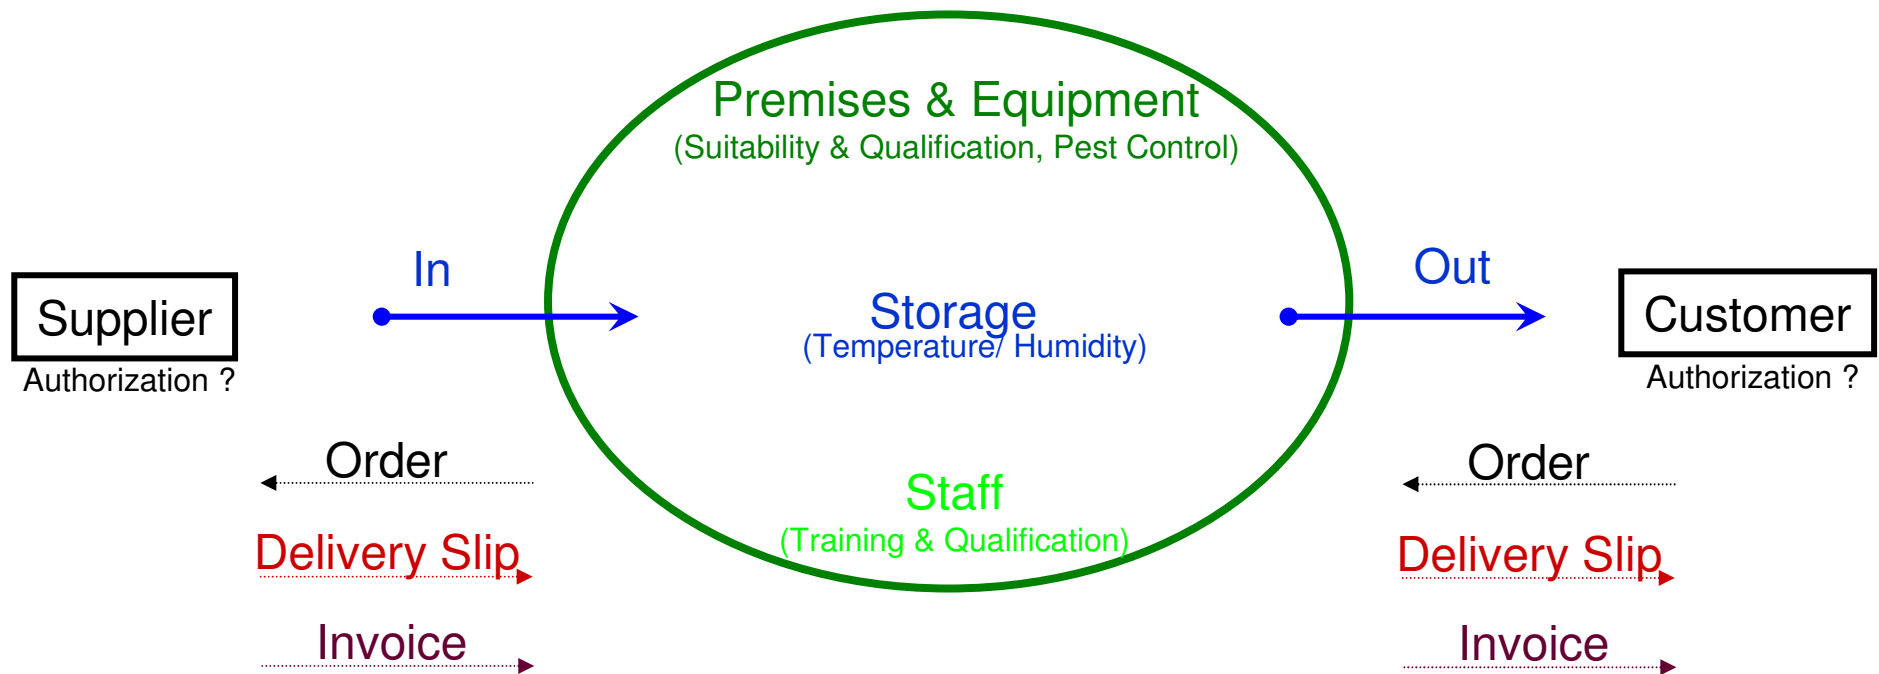 Premises & Equipment
(Suitability & Qualification, Pest Control)
In
Out
Supplier
Storage
Customer
(Temperature/ Humidity)
Authorization ?
Authorization ?
Order
Order
Staff
(Training & Qualification)
Delivery Slip
Delivery Slip
Invoice
Invoice